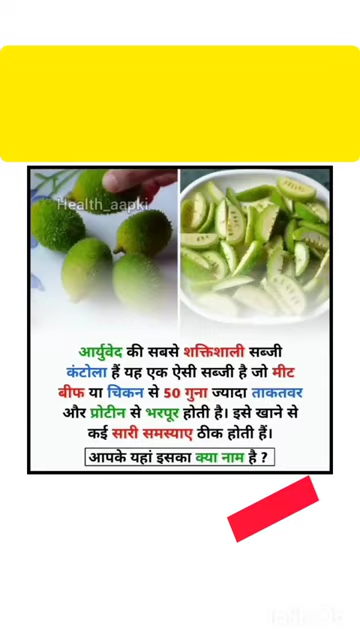 Health_aapki
आर्युवेद की सबसे शक्तिशाली सब्जी
कंटोला हैं यह एक ऐसी सब्जी है जो मीट
बीफ या चिकन से 50 गुना ज्यादा ताकतवर
और प्रोटीन से भरपूर होती है। इसे खाने से
कई सारी समस्याए ठीक होती हैं।
आपके यहां इसका क्या नाम है ?